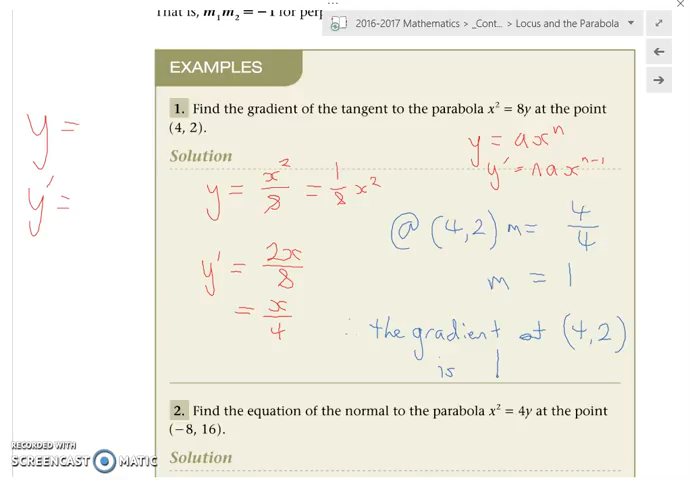 That is, m₁m₂ = −1 for perp
2016-2017 Mathematics > _Cont... > Locus and the Parabola
EXAMPLES
1. Find the gradient of the tangent to the parabola x² = 8y at the point
(4, 2).
Solution
y =
y' =
y = axⁿ
y' = naxⁿ⁻¹
y = x²/8 = 1/8 x²
y' = 2x/8
= x/4
@ (4,2) m = 4/4
m = 1
∴ the gradient at (4,2)
is 1
2. Find the equation of the normal to the parabola x² = 4y at the point
(−8, 16).
Solution
RECORDED WITH
SCREENCAST MATIC